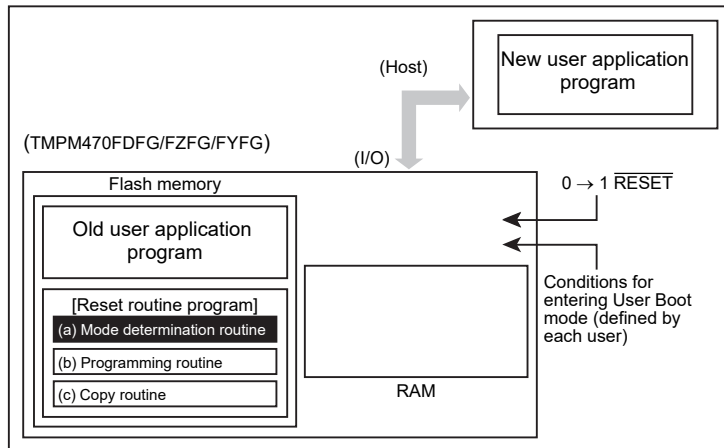 New user application
program
(Host)
(TMPM470FDFG/FZFG/FYFG)
(I/O)
Flash memory
0 → 1 RESET
Old user application
program
Conditions for
entering User Boot
mode (defined by
each user)
[Reset routine program]
(a) Mode determination routine
(b) Programming routine
(c) Copy routine
RAM